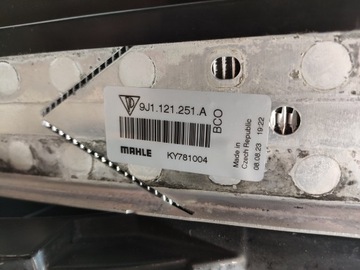 9J1.121.251.A
BCO
MAHLE
KY781004
Made in
Czech Republic
08.08.23 19:22